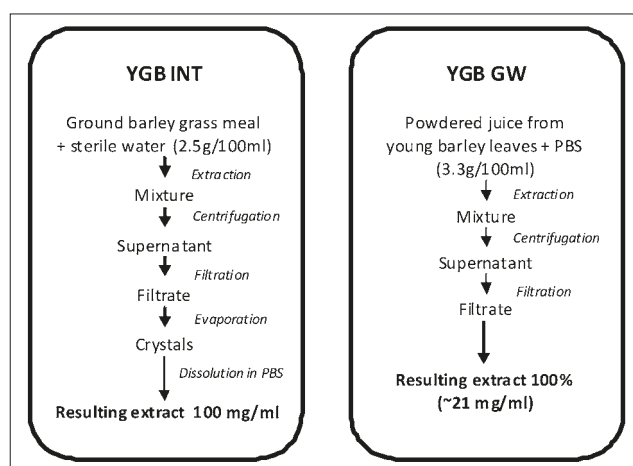 YGB INT
Ground barley grass meal
+ sterile water (2.5g/100ml)
Extraction
Mixture
Centrifugation
Supernatant
Filtration
Filtrate
Evaporation
Crystals
Dissolution in PBS
Resulting extract 100 mg/ml
YGB GW
Powdered juice from
young barley leaves + PBS
(3.3g/100ml)
Extraction
Mixture
Centrifugation
Supernatant
Filtration
Filtrate
Resulting extract 100%
(~21 mg/ml)